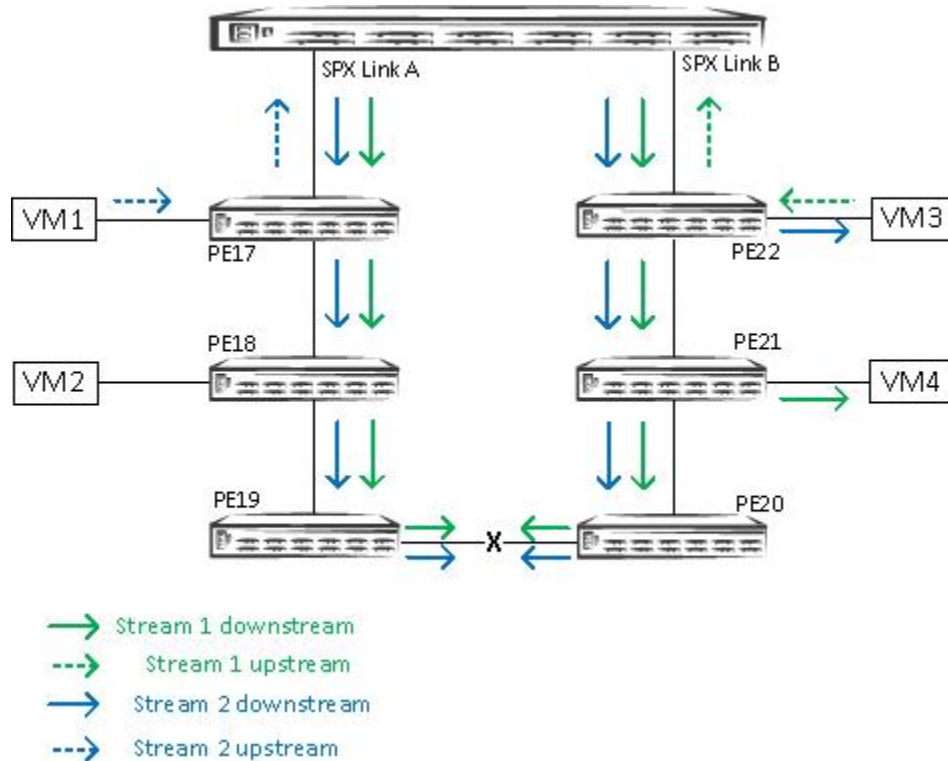 SPX Link A
SPX Link B
VM1
VM3
PE17
PE22
PE18
PE21
VM2
VM4
PE19
PE20
X
Stream 1 downstream
Stream 1 upstream
Stream 2 downstream
Stream 2 upstream